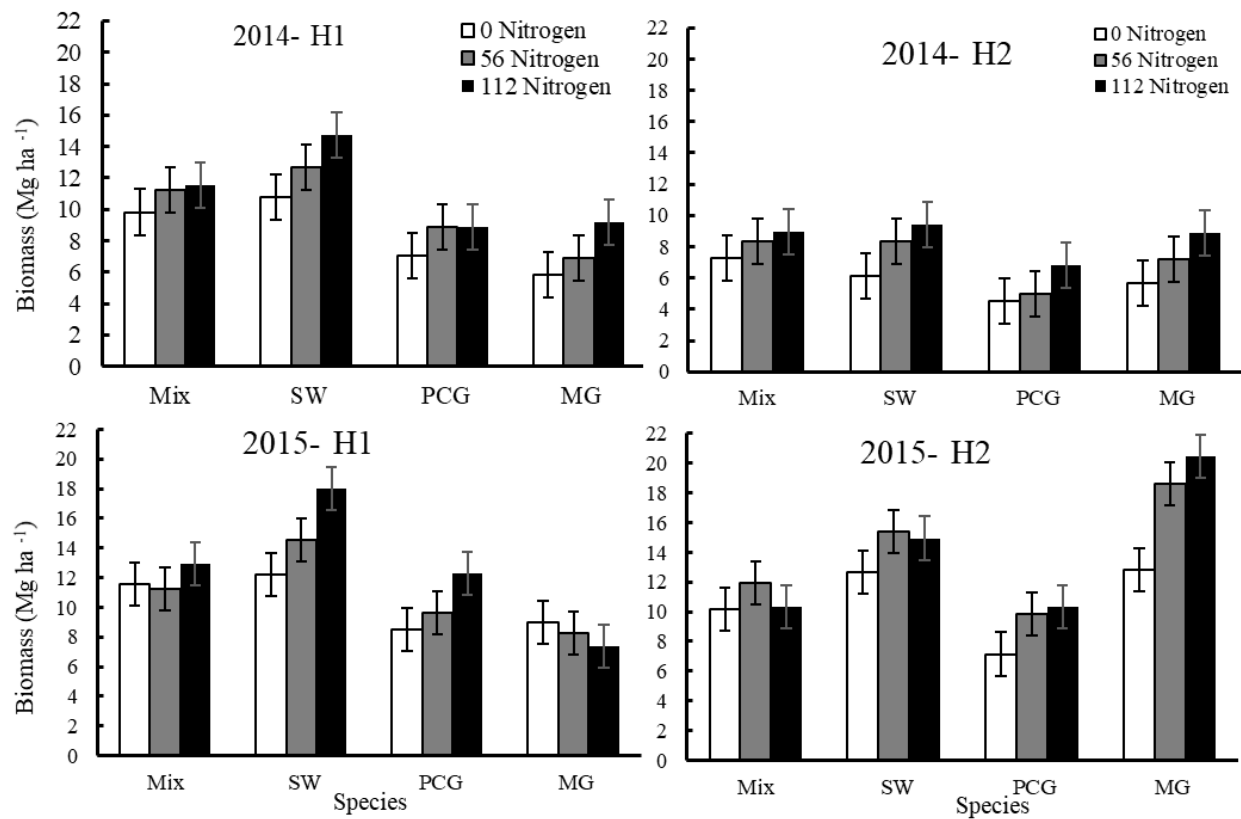 2014- H1
0 Nitrogen
56 Nitrogen
112 Nitrogen
22
20
18
16
14
12
10
8
6
4
2
0
Biomass (Mg ha -1)
Mix SW PCG MG
2014- H2
0 Nitrogen
56 Nitrogen
112 Nitrogen
22
20
18
16
14
12
10
8
6
4
2
0
Mix SW PCG MG
2015- H1
22
20
18
16
14
12
10
8
6
4
2
0
Biomass (Mg ha -1)
Mix SW PCG MG
Species
2015- H2
22
20
18
16
14
12
10
8
6
4
2
0
Mix SW PCG MG
Species